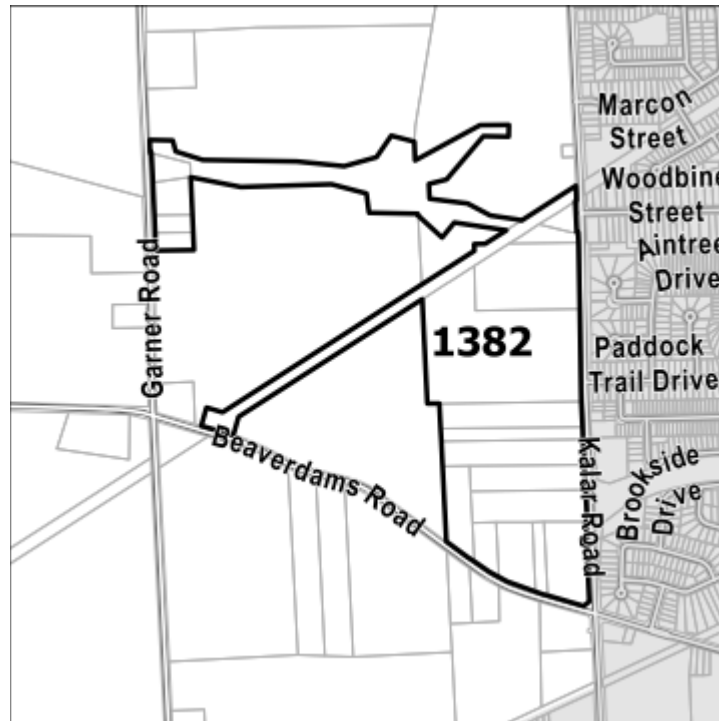 Marcon
Street
Woodbine
Street
Aintree
Drive
Garner Road
1382
Paddock
Trail Drive
Beaverdams Road
Kalar Road
Brookside
Drive